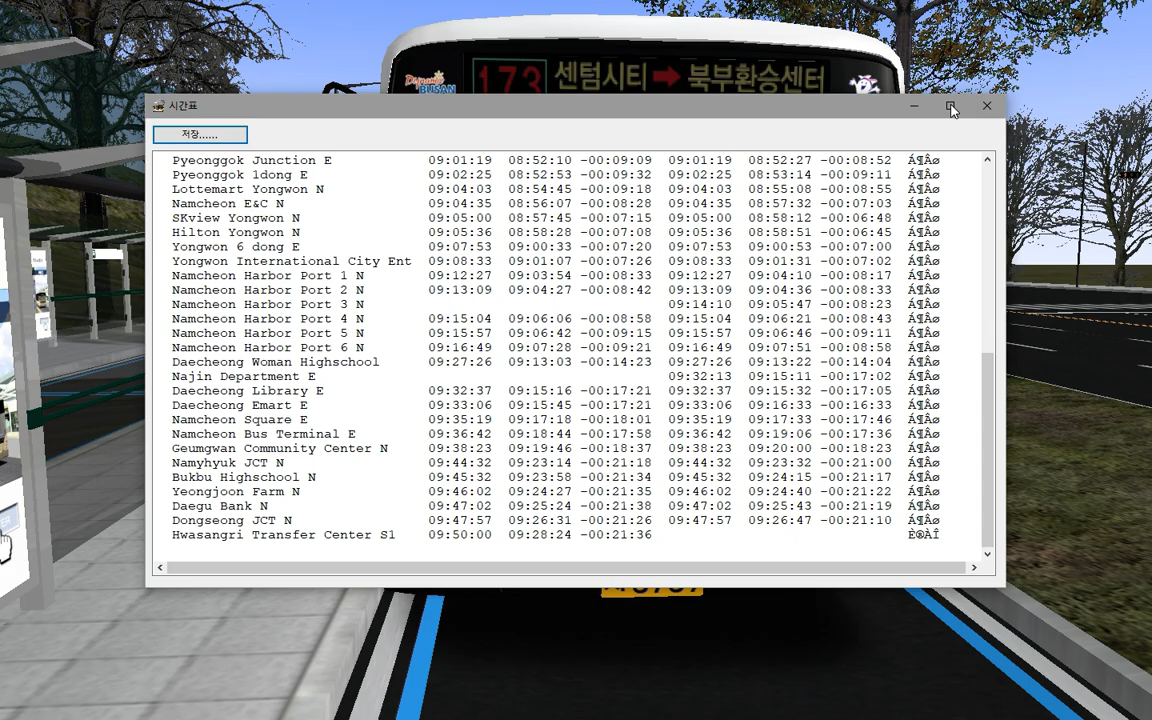 173 센텀시티 → 북부환승센터
Dynamic BUSAN
시간표
저장......
Pyeonggok Junction E 09:01:19 08:52:10 -00:09:09 09:01:19 08:52:27 -00:08:52 Á¶Âø
Pyeonggok 1dong E 09:02:25 08:52:53 -00:09:32 09:02:25 08:53:14 -00:09:11 Á¶Âø
Lottemart Yongwon N 09:04:03 08:54:45 -00:09:18 09:04:03 08:55:08 -00:08:55 Á¶Âø
Namcheon E&C N 09:04:35 08:56:07 -00:08:28 09:04:35 08:57:32 -00:07:03 Á¶Âø
SKview Yongwon N 09:05:00 08:57:45 -00:07:15 09:05:00 08:58:12 -00:06:48 Á¶Âø
Hilton Yongwon N 09:05:36 08:58:28 -00:07:08 09:05:36 08:58:51 -00:06:45 Á¶Âø
Yongwon 6 dong E 09:07:53 09:00:33 -00:07:20 09:07:53 09:00:53 -00:07:00 Á¶Âø
Yongwon International City Ent 09:08:33 09:01:07 -00:07:26 09:08:33 09:01:31 -00:07:02 Á¶Âø
Namcheon Harbor Port 1 N 09:12:27 09:03:54 -00:08:33 09:12:27 09:04:10 -00:08:17 Á¶Âø
Namcheon Harbor Port 2 N 09:13:09 09:04:27 -00:08:42 09:13:09 09:04:36 -00:08:33 Á¶Âø
Namcheon Harbor Port 3 N 09:14:10 09:05:47 -00:08:23 Á¶Âø
Namcheon Harbor Port 4 N 09:15:04 09:06:06 -00:08:58 09:15:04 09:06:21 -00:08:43 Á¶Âø
Namcheon Harbor Port 5 N 09:15:57 09:06:42 -00:09:15 09:15:57 09:06:46 -00:09:11 Á¶Âø
Namcheon Harbor Port 6 N 09:16:49 09:07:28 -00:09:21 09:16:49 09:07:51 -00:08:58 Á¶Âø
Daecheong Woman Highschool 09:27:26 09:13:03 -00:14:23 09:27:26 09:13:22 -00:14:04 Á¶Âø
Najin Department E 09:32:13 09:15:11 -00:17:02 Á¶Âø
Daecheong Library E 09:32:37 09:15:16 -00:17:21 09:32:37 09:15:32 -00:17:05 Á¶Âø
Daecheong Emart E 09:33:06 09:15:45 -00:17:21 09:33:06 09:16:33 -00:16:33 Á¶Âø
Namcheon Square E 09:35:19 09:17:18 -00:18:01 09:35:19 09:17:33 -00:17:46 Á¶Âø
Namcheon Bus Terminal E 09:36:42 09:18:44 -00:17:58 09:36:42 09:19:06 -00:17:36 Á¶Âø
Geumgwan Community Center N 09:38:23 09:19:46 -00:18:37 09:38:23 09:20:00 -00:18:23 Á¶Âø
Namyhyuk JCT N 09:44:32 09:23:14 -00:21:18 09:44:32 09:23:32 -00:21:00 Á¶Âø
Bukbu Highschool N 09:45:32 09:23:58 -00:21:34 09:45:32 09:24:15 -00:21:17 Á¶Âø
Yeongjoon Farm N 09:46:02 09:24:27 -00:21:35 09:46:02 09:24:40 -00:21:22 Á¶Âø
Daegu Bank N 09:47:02 09:25:24 -00:21:38 09:47:02 09:25:43 -00:21:19 Á¶Âø
Dongseong JCT N 09:47:57 09:26:31 -00:21:26 09:47:57 09:26:47 -00:21:10 Á¶Âø
Hwasangri Transfer Center S1 09:50:00 09:28:24 -00:21:36 È®ÀÎ